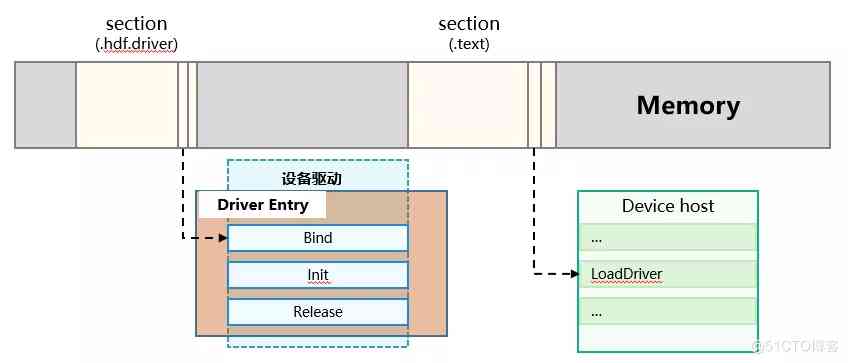 section
(.hdf.driver)
section
(.text)
Memory
设备驱动
Driver Entry
Bind
Init
Release
Device host
...
LoadDriver
...
@51CTO博客